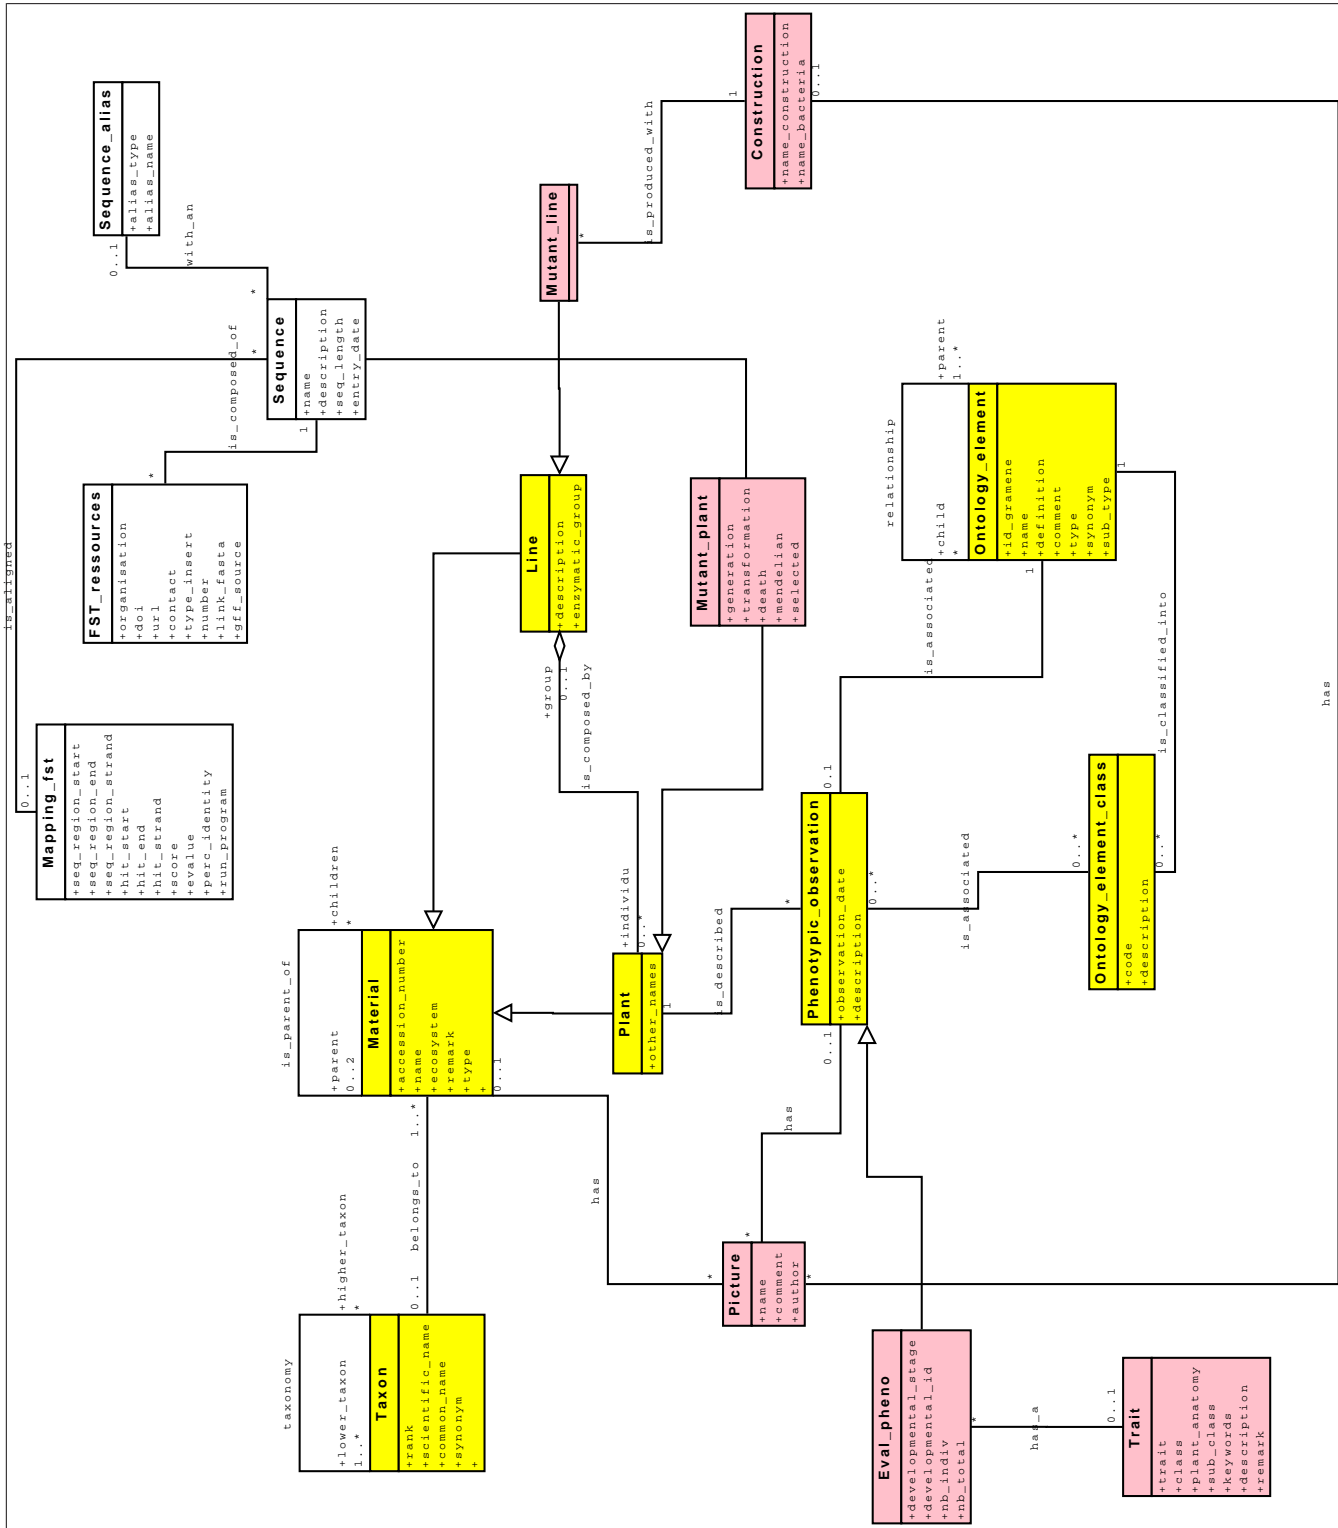 taxonomy
+lower_taxon
1..*
+higher_taxon
*
Taxon
+rank
+scientific_name
+common_name
+synonym
+
0..1
belongs_to
1..*
is_parent_of
+parent
0..2
+children
*
Material
+accession_number
+name
+ecosystem
+remark
+type
+
0..1
has
*
is_aligned
0..1
*
Mapping_fst
+seq_region_start
+seq_region_end
+seq_region_strand
+hit_start
+hit_end
+hit_strand
+score
+evalue
+perc_identity
+run_program
FST_ressources
+organisation
+doi
+url
+contact
+type_insert
+number
+link_fasta
+gff_source
*
is_composed_of
1
Sequence
+name
+description
+seq_length
+entry_date
*
with_an
0..1
Sequence_alias
+alias_type
+alias_name
Line
+description
+enzymatic_group
+group
0..1
is_composed_by
+individu
0..*
Mutant_line
*
is_produced_with
1
Construction
+name_construction
+name_bacteria
0..1
has
Plant
+other_names
1
is_described
*
Mutant_plant
+generation
+transformation
+death
+mendelian
+selected
Picture
+name
+comment
+author
*
*
has
0..1
Phenotypic_observation
+observation_date
+description
0.1
is_associated
1
0..*
is_associated
0..*
relationship
+child
*
+parent
1..*
Ontology_element
+id_gramene
+name
+definition
+comment
+type
+synonym
+sub_type
1
is_classified_into
0..*
Ontology_element_class
+code
+description
Eval_pheno
+developmental_stage
+developmental_id
+nb_indiv
+nb_total
*
has_a
0..1
Trait
+trait
+class
+plant_anatomy
+sub_class
+keywords
+description
+remark